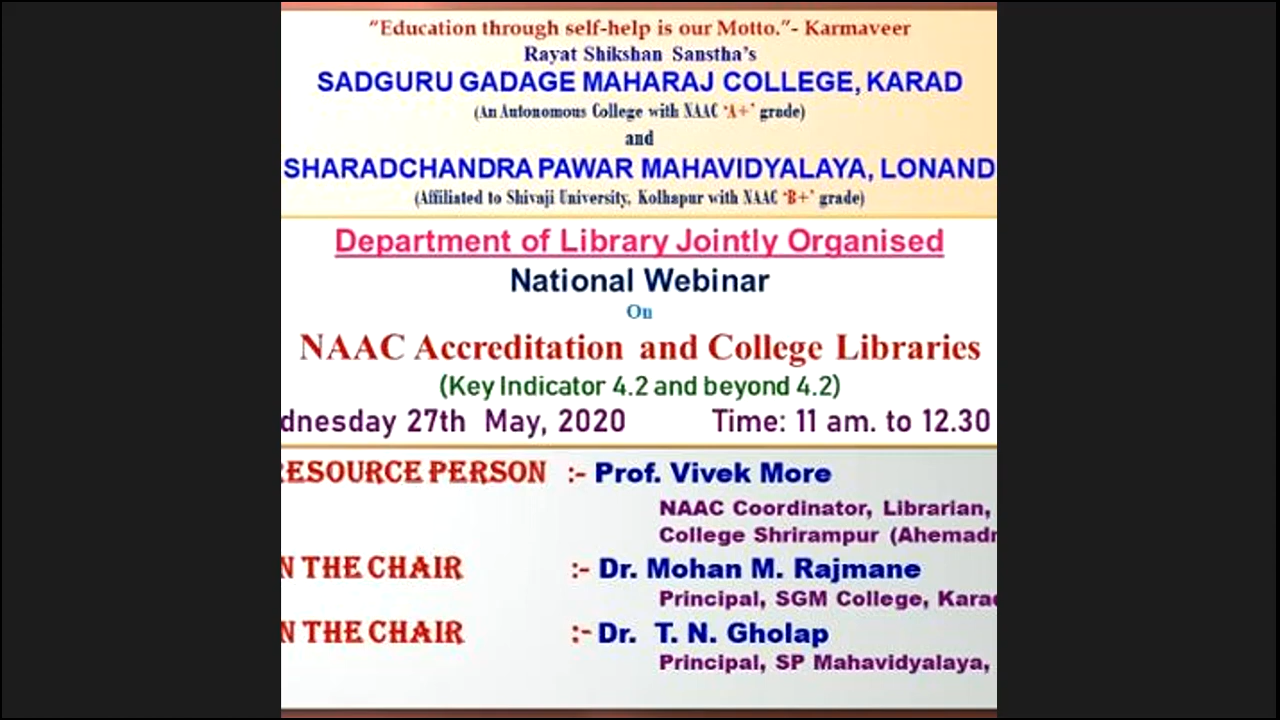 “Education through self-help is our Motto.”- Karmaveer
Rayat Shikshan Sanstha’s
SADGURU GADAGE MAHARAJ COLLEGE, KARAD
(An Autonomous College with NAAC ‘A+’ grade)
and
SHARADCHANDRA PAWAR MAHAVIDYALAYA, LONAND
(Affiliated to Shivaji University, Kolhapur with NAAC ‘B+’ grade)
Department of Library Jointly Organised
National Webinar
On
NAAC Accreditation and College Libraries
(Key Indicator 4.2 and beyond 4.2)
dnesday 27th May, 2020 Time: 11 am. to 12.30
RESOURCE PERSON :- Prof. Vivek More
NAAC Coordinator, Librarian,
College Shrirampur (Ahemadn
N THE CHAIR :- Dr. Mohan M. Rajmane
Principal, SGM College, Karad
N THE CHAIR :- Dr. T. N. Gholap
Principal, SP Mahavidyalaya,